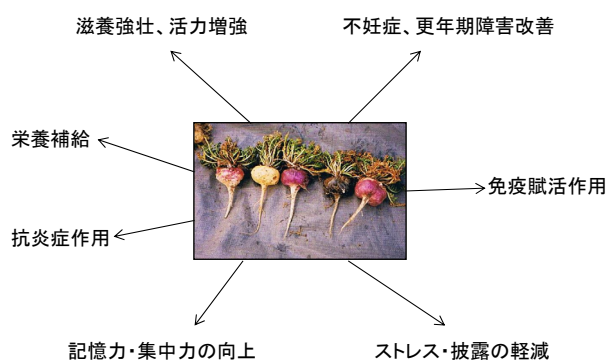 滋養強壮、活力増強
不妊症、更年期障害改善
栄養補給
免疫賦活作用
抗炎症作用
記憶力・集中力の向上
ストレス・披露の軽減